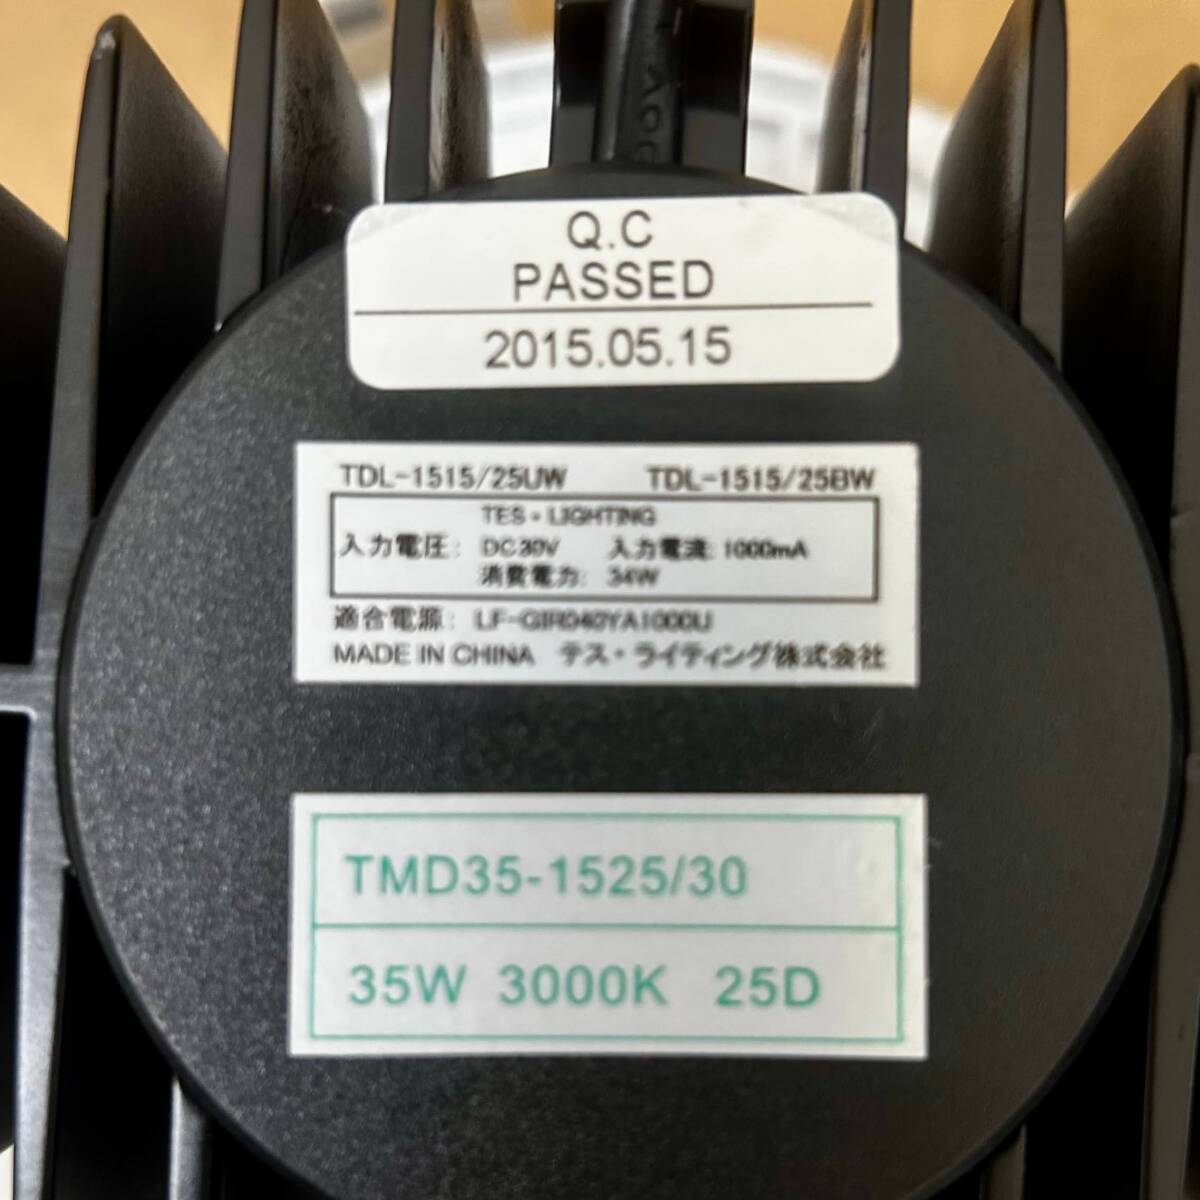 Q.C
PASSED
2015.05.15
TDL-1515/25UW TDL-1515/25BW
TES・LIGHTING
入力電圧: DC30V 入力電流: 1000mA
消費電力: 34W
適合電源: LF-GIR040YA1000U
MADE IN CHINA テス・ライティング株式会社
TMD35-1525/30
35W 3000K 25D